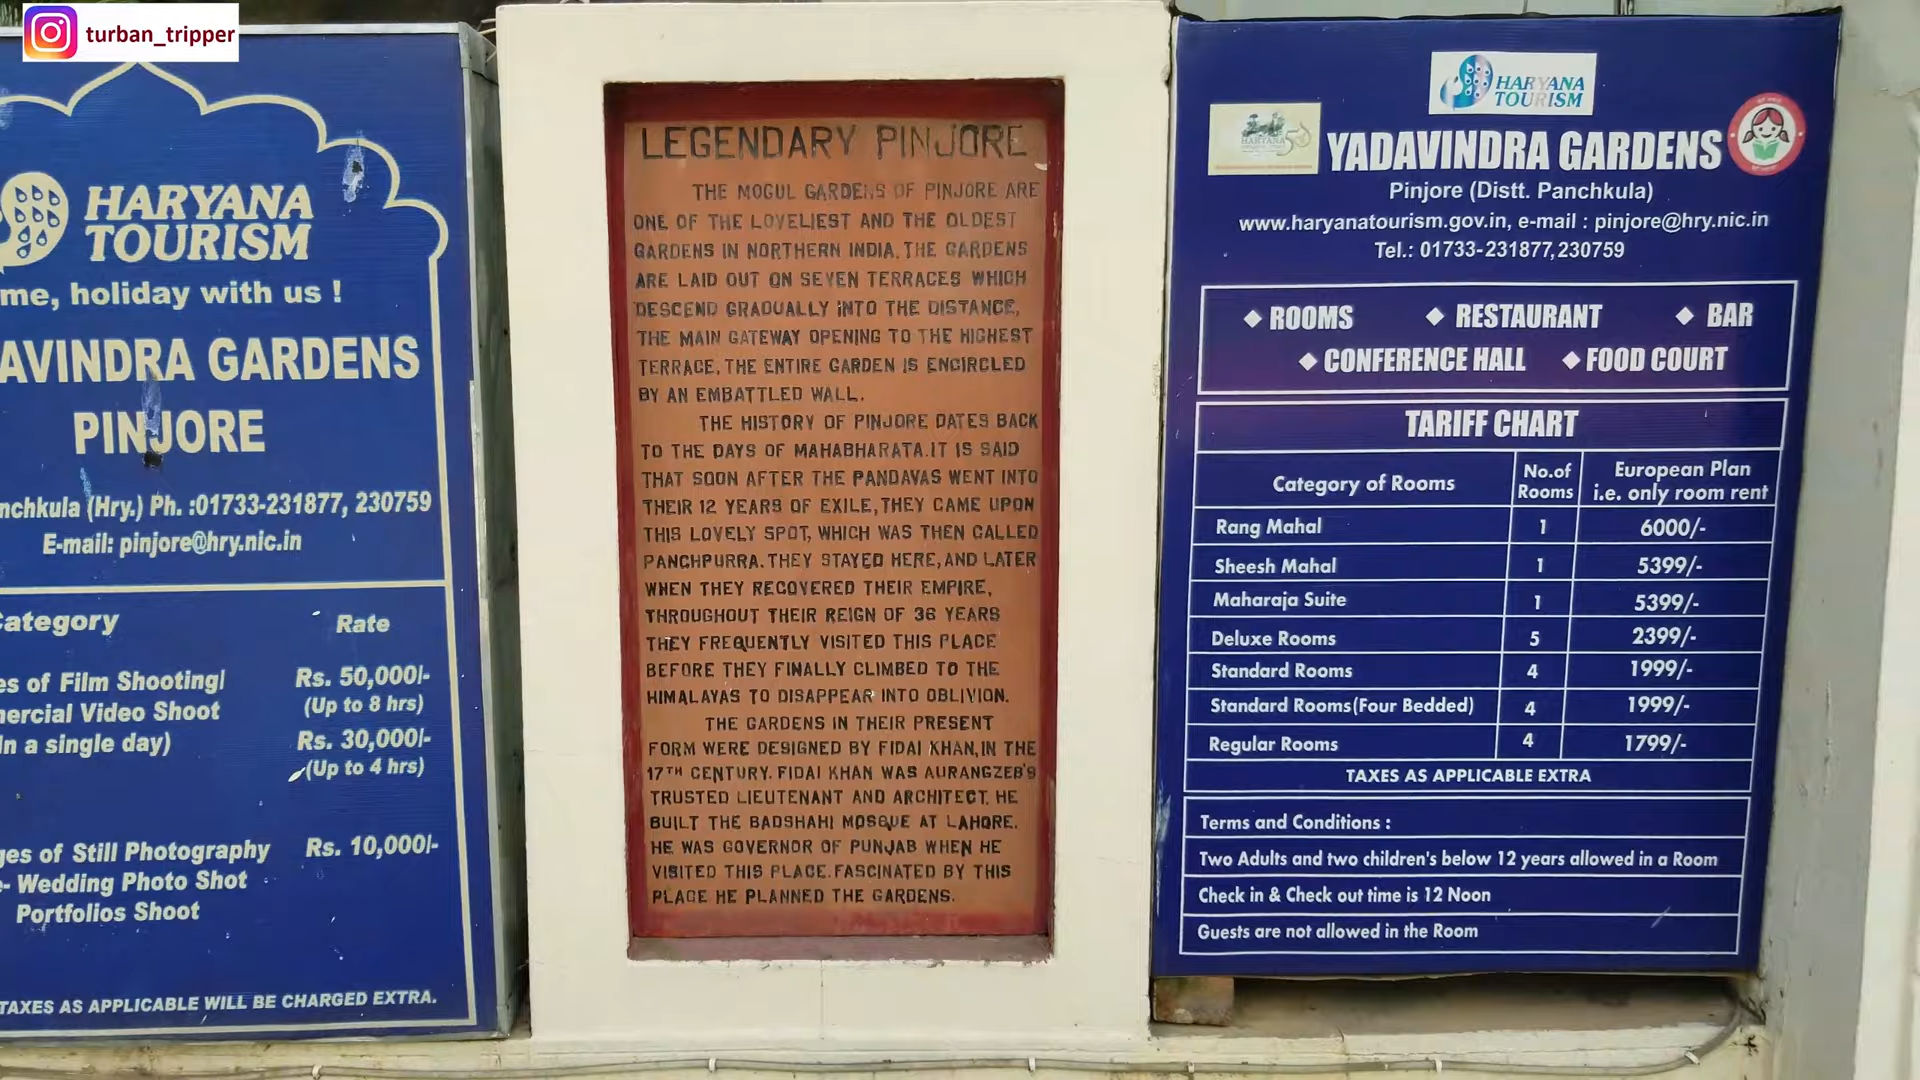 turban_tripper
HARYANA
TOURISM
me, holiday with us !
AVINDRA GARDENS
PINJORE
nchkula (Hry.) Ph. :01733-231877, 230759
E-mail: pinjore@hry.nic.in
ategory Rate
es of Film Shooting/ Rs. 50,000/-
ercial Video Shoot (Up to 8 hrs)
in a single day) Rs. 30,000/-
(Up to 4 hrs)
ges of Still Photography Rs. 10,000/-
e- Wedding Photo Shot
Portfolios Shoot
TAXES AS APPLICABLE WILL BE CHARGED EXTRA.
LEGENDARY PINJORE
THE MOGUL GARDENS OF PINJORE ARE
ONE OF THE LOVELIEST AND THE OLDEST
GARDENS IN NORTHERN INDIA. THE GARDENS
ARE LAID OUT ON SEVEN TERRACES WHICH
DESCEND GRADUALLY INTO THE DISTANCE,
THE MAIN GATEWAY OPENING TO THE HIGHEST
TERRACE. THE ENTIRE GARDEN IS ENCIRCLED
BY AN EMBATTLED WALL.
THE HISTORY OF PINJORE DATES BACK
TO THE DAYS OF MAHABHARATA. IT IS SAID
THAT SOON AFTER THE PANDAVAS WENT INTO
THEIR 12 YEARS OF EXILE, THEY CAME UPON
THIS LOVELY SPOT, WHICH WAS THEN CALLED
PANCHPURRA. THEY STAYED HERE, AND LATER
WHEN THEY RECOVERED THEIR EMPIRE,
THROUGHOUT THEIR REIGN OF 36 YEARS
THEY FREQUENTLY VISITED THIS PLACE
BEFORE THEY FINALLY CLIMBED TO THE
HIMALAYAS TO DISAPPEAR INTO OBLIVION.
THE GARDENS IN THEIR PRESENT
FORM WERE DESIGNED BY FIDAI KHAN, IN THE
17TH CENTURY. FIDAI KHAN WAS AURANGZEB'S
TRUSTED LIEUTENANT AND ARCHITECT. HE
BUILT THE BADSHAHI MOSQUE AT LAHORE.
HE WAS GOVERNOR OF PUNJAB WHEN HE
VISITED THIS PLACE. FASCINATED BY THIS
PLACE HE PLANNED THE GARDENS.
HARYANA
TOURISM
YADAVINDRA GARDENS
Pinjore (Distt. Panchkula)
www.haryanatourism.gov.in, e-mail : pinjore@hry.nic.in
Tel.: 01733-231877,230759
◆ ROOMS ◆ RESTAURANT ◆ BAR
◆ CONFERENCE HALL ◆ FOOD COURT
TARIFF CHART
Category of Rooms No.of Rooms European Plan i.e. only room rent
Rang Mahal 1 6000/-
Sheesh Mahal 1 5399/-
Maharaja Suite 1 5399/-
Deluxe Rooms 5 2399/-
Standard Rooms 4 1999/-
Standard Rooms(Four Bedded) 4 1999/-
Regular Rooms 4 1799/-
TAXES AS APPLICABLE EXTRA
Terms and Conditions :
Two Adults and two children's below 12 years allowed in a Room
Check in & Check out time is 12 Noon
Guests are not allowed in the Room